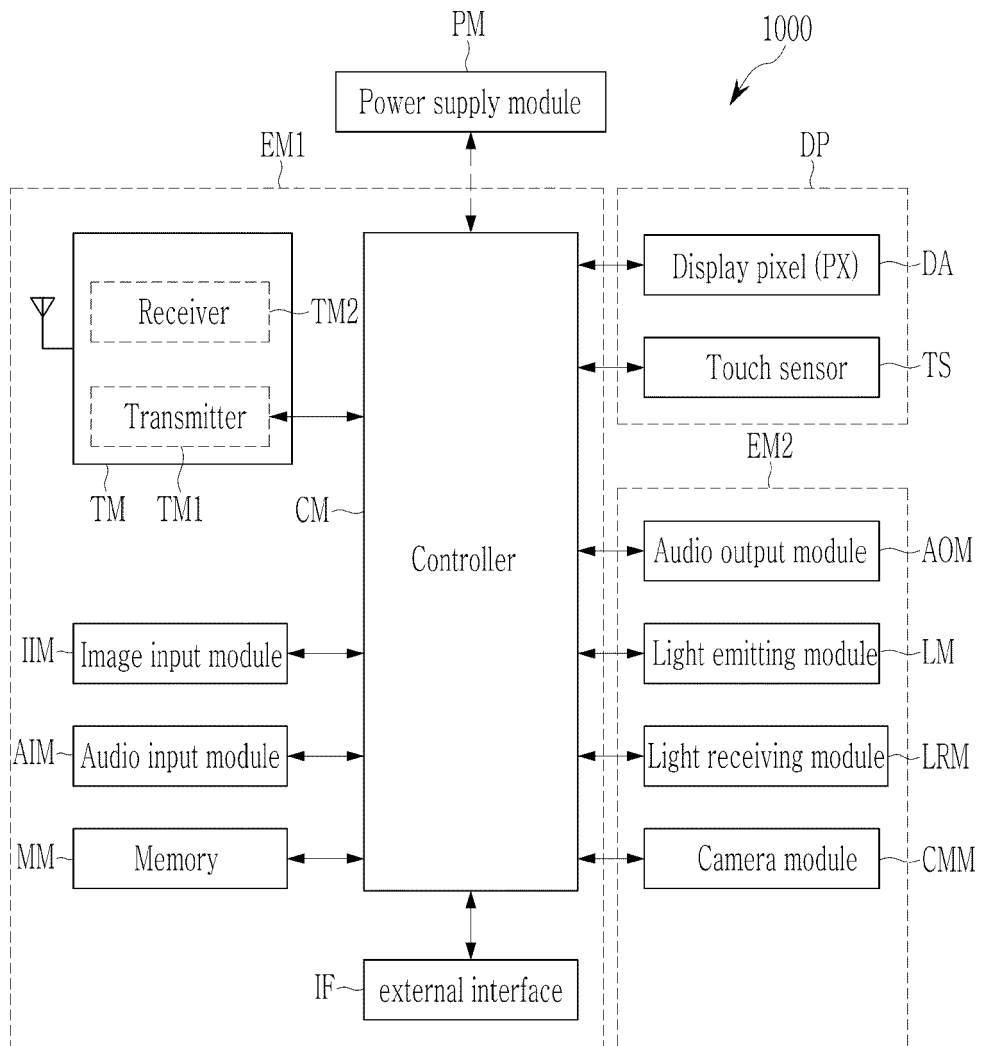 PM
1000
Power supply module
EM1
DP
Display pixel (PX)
DA
Receiver
TM2
Touch sensor
TS
Transmitter
EM2
TM
TM1
CM
Controller
Audio output module
AOM
IIM
Image input module
Light emitting module
LM
AIM
Audio input module
Light receiving module
LRM
MM
Memory
Camera module
CMM
IF
external interface